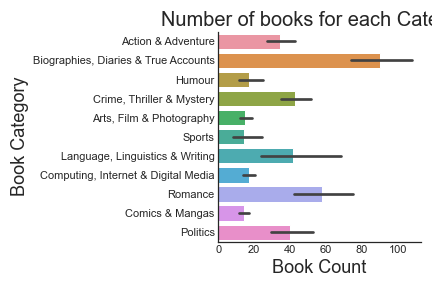 Number of books for each Cate
Action & Adventure
Biographies, Diaries & True Accounts
Humour
Crime, Thriller & Mystery
Arts, Film & Photography
Sports
Language, Linguistics & Writing
Computing, Internet & Digital Media
Romance
Comics & Mangas
Politics
Book Category
0 20 40 60 80 100
Book Count